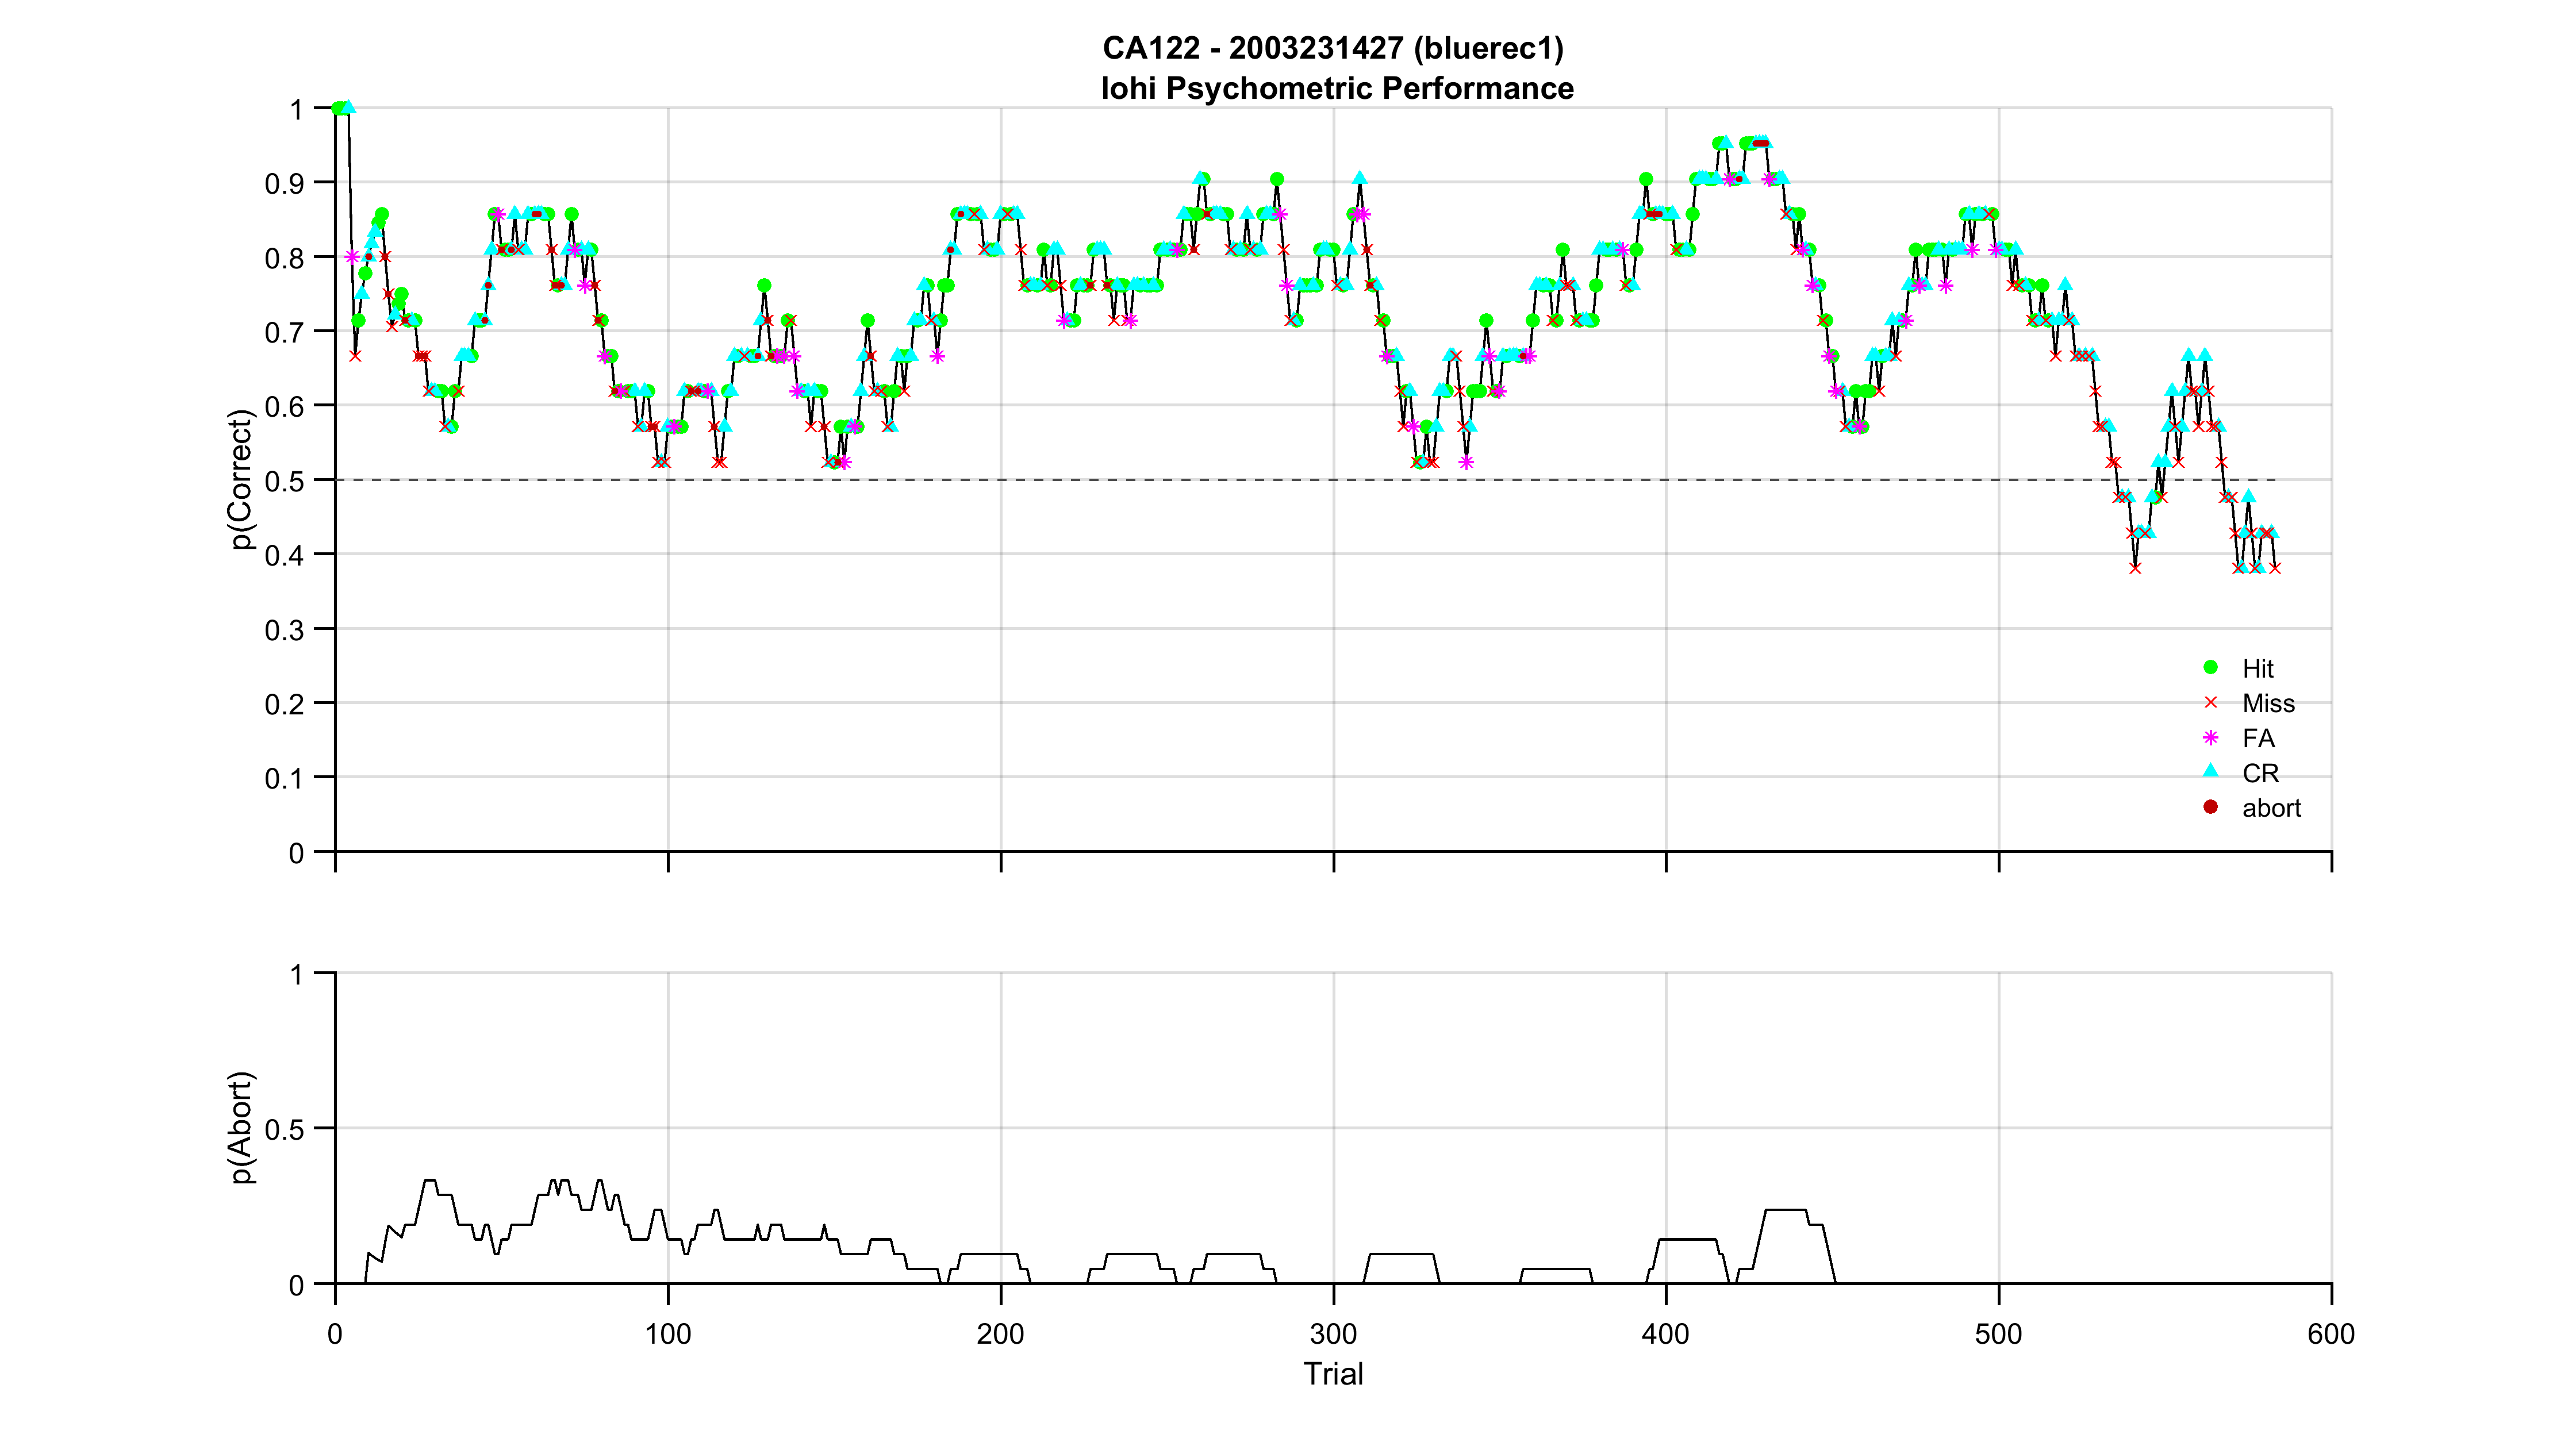 CA122 - 2003231427 (bluerec1)
lohi Psychometric Performance
1
0.9
0.8
0.7
0.6
0.5
0.4
0.3
0.2
0.1
0
p(Correct)
Hit
Miss
FA
CR
abort
1
0.5
0
p(Abort)
0 100 200 300 400 500 600
Trial